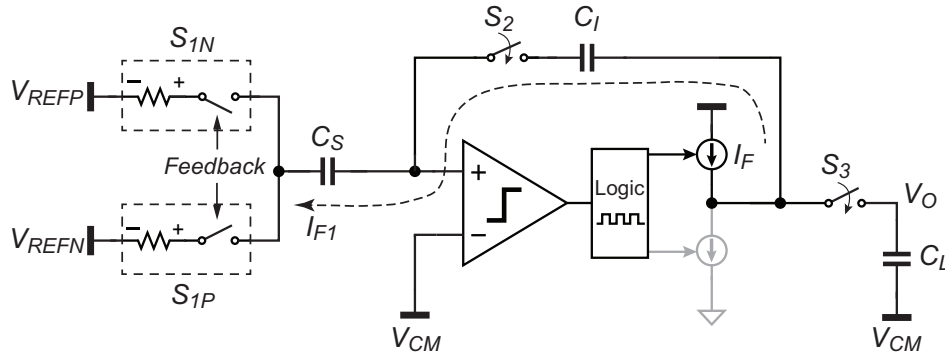 S1N
S2
CI
VREFP
− +
CS
Feedback
IF
Logic
S3
VO
+
−
IF1
VREFN
− +
CL
S1P
VCM
VCM